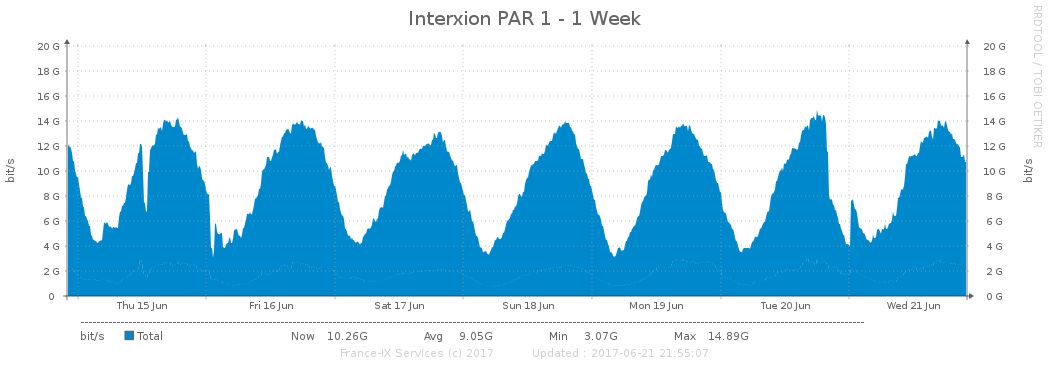 Interxion PAR 1 - 1 Week
RRDTOOL / TOBI OETIKER
bit/s
bit/s
20 G 20 G
18 G 18 G
16 G 16 G
14 G 14 G
12 G 12 G
10 G 10 G
8 G 8 G
6 G 6 G
4 G 4 G
2 G 2 G
0 0 G
Thu 15 Jun Fri 16 Jun Sat 17 Jun Sun 18 Jun Mon 19 Jun Tue 20 Jun Wed 21 Jun
bit/s Total Now 10.26G Avg 9.05G Min 3.07G Max 14.89G
France-IX Services (c) 2017 Updated : 2017-06-21 21:55:07